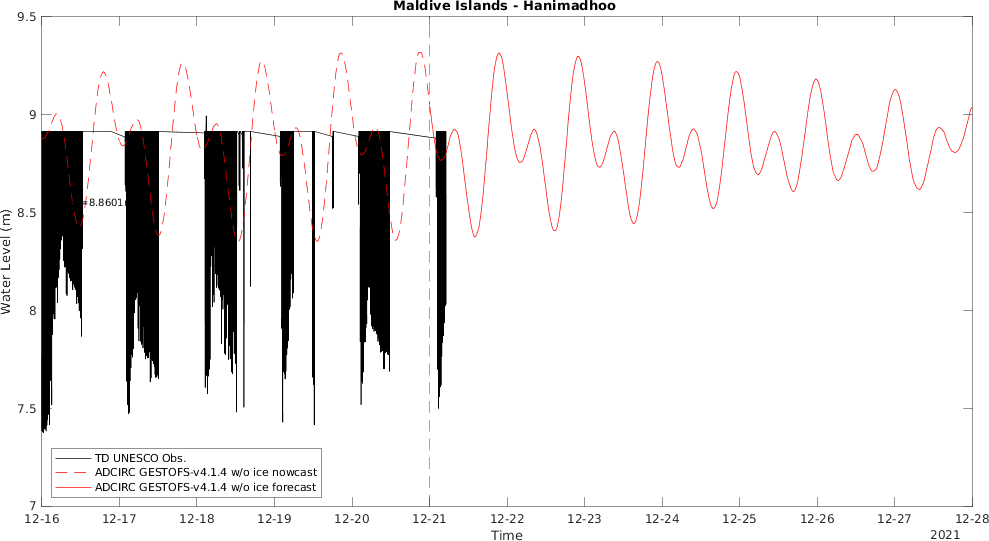 Maldive Islands - Hanimadhoo
Water Level (m)
9.5
9
8.5
8
7.5
7
=8.8601
TD UNESCO Obs.
ADCIRC GESTOFS-v4.1.4 w/o ice nowcast
ADCIRC GESTOFS-v4.1.4 w/o ice forecast
12-16 12-17 12-18 12-19 12-20 12-21 12-22 12-23 12-24 12-25 12-26 12-27 12-28
Time
2021